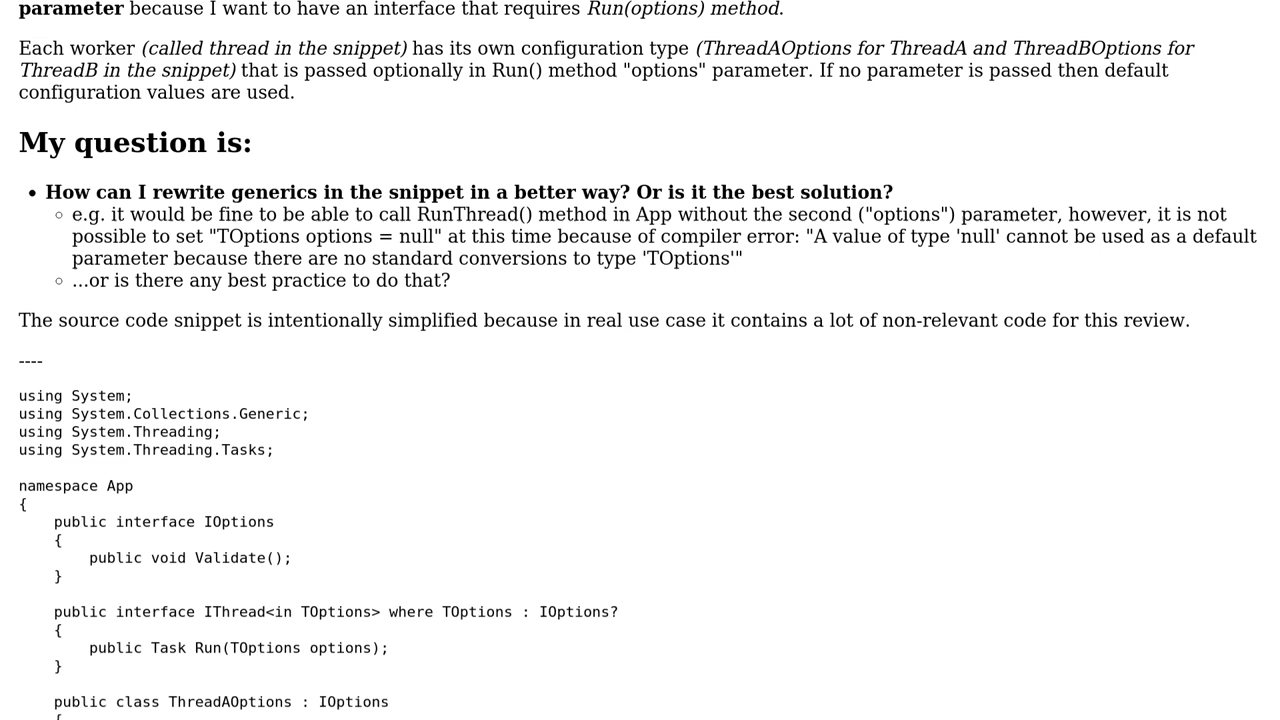 parameter because I want to have an interface that requires Run(options) method.
Each worker (called thread in the snippet) has its own configuration type (ThreadAOptions for ThreadA and ThreadBOptions for
ThreadB in the snippet) that is passed optionally in Run() method "options" parameter. If no parameter is passed then default
configuration values are used.
My question is:
• How can I rewrite generics in the snippet in a better way? Or is it the best solution?
◦ e.g. it would be fine to be able to call RunThread() method in App without the second ("options") parameter, however, it is not
possible to set "TOptions options = null" at this time because of compiler error: "A value of type 'null' cannot be used as a default
parameter because there are no standard conversions to type 'TOptions'"
◦ ...or is there any best practice to do that?
The source code snippet is intentionally simplified because in real use case it contains a lot of non-relevant code for this review.
----
using System;
using System.Collections.Generic;
using System.Threading;
using System.Threading.Tasks;
namespace App
{
    public interface IOptions
    {
        public void Validate();
    }
    public interface IThread<in TOptions> where TOptions : IOptions?
    {
        public Task Run(TOptions options);
    }
    public class ThreadAOptions : IOptions
    {